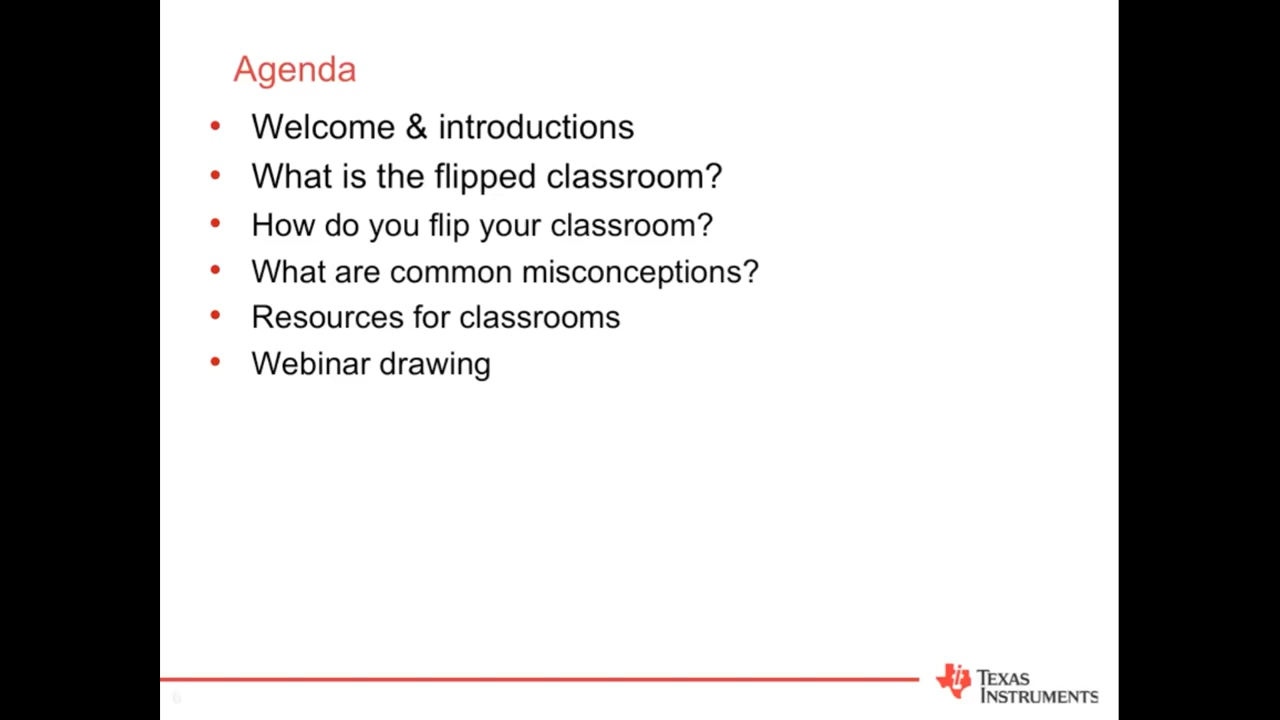 Agenda
• Welcome & introductions
• What is the flipped classroom?
• How do you flip your classroom?
• What are common misconceptions?
• Resources for classrooms
• Webinar drawing
6
TEXAS
INSTRUMENTS